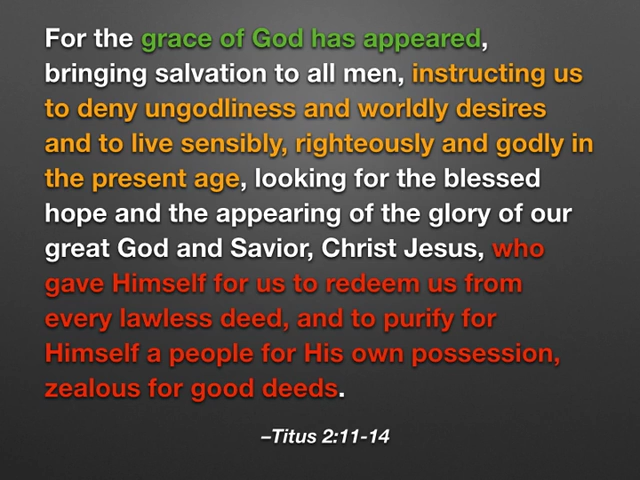 For the grace of God has appeared,
bringing salvation to all men, instructing us
to deny ungodliness and worldly desires
and to live sensibly, righteously and godly in
the present age, looking for the blessed
hope and the appearing of the glory of our
great God and Savior, Christ Jesus, who
gave Himself for us to redeem us from
every lawless deed, and to purify for
Himself a people for His own possession,
zealous for good deeds.
–Titus 2:11-14